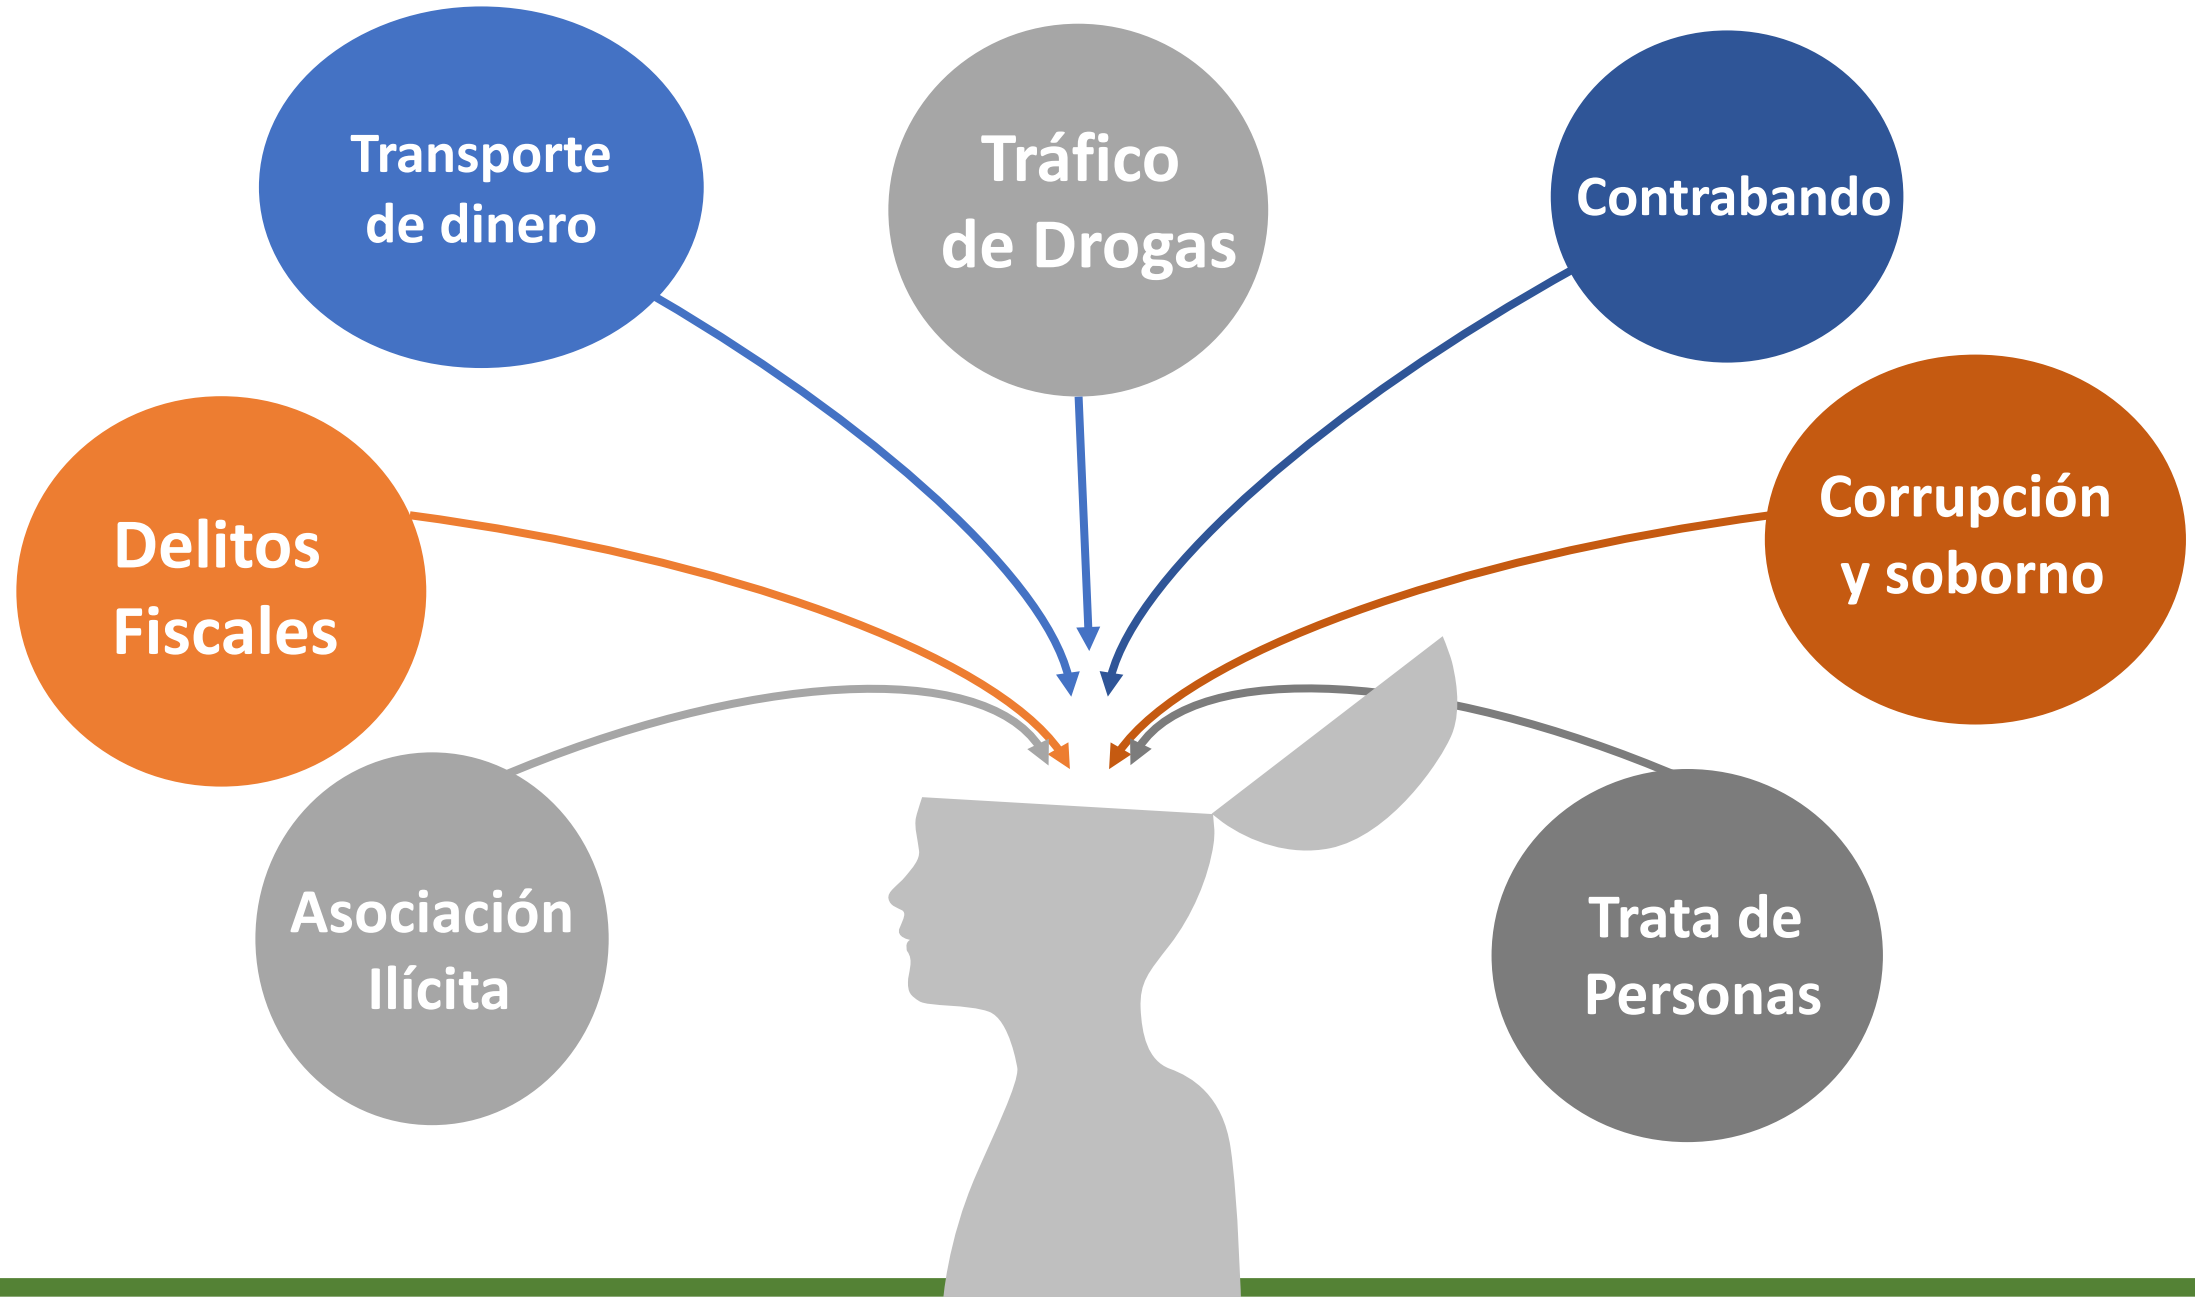 Transporte
de dinero
Tráfico
de Drogas
Contrabando
Delitos
Fiscales
Corrupción
y soborno
Asociación
Ilícita
Trata de
Personas